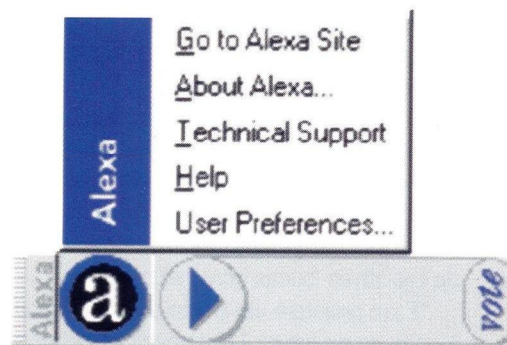 Go to Alexa Site
About Alexa...
Technical Support
Help
User Preferences...
Alexa
Alexa
a
vote